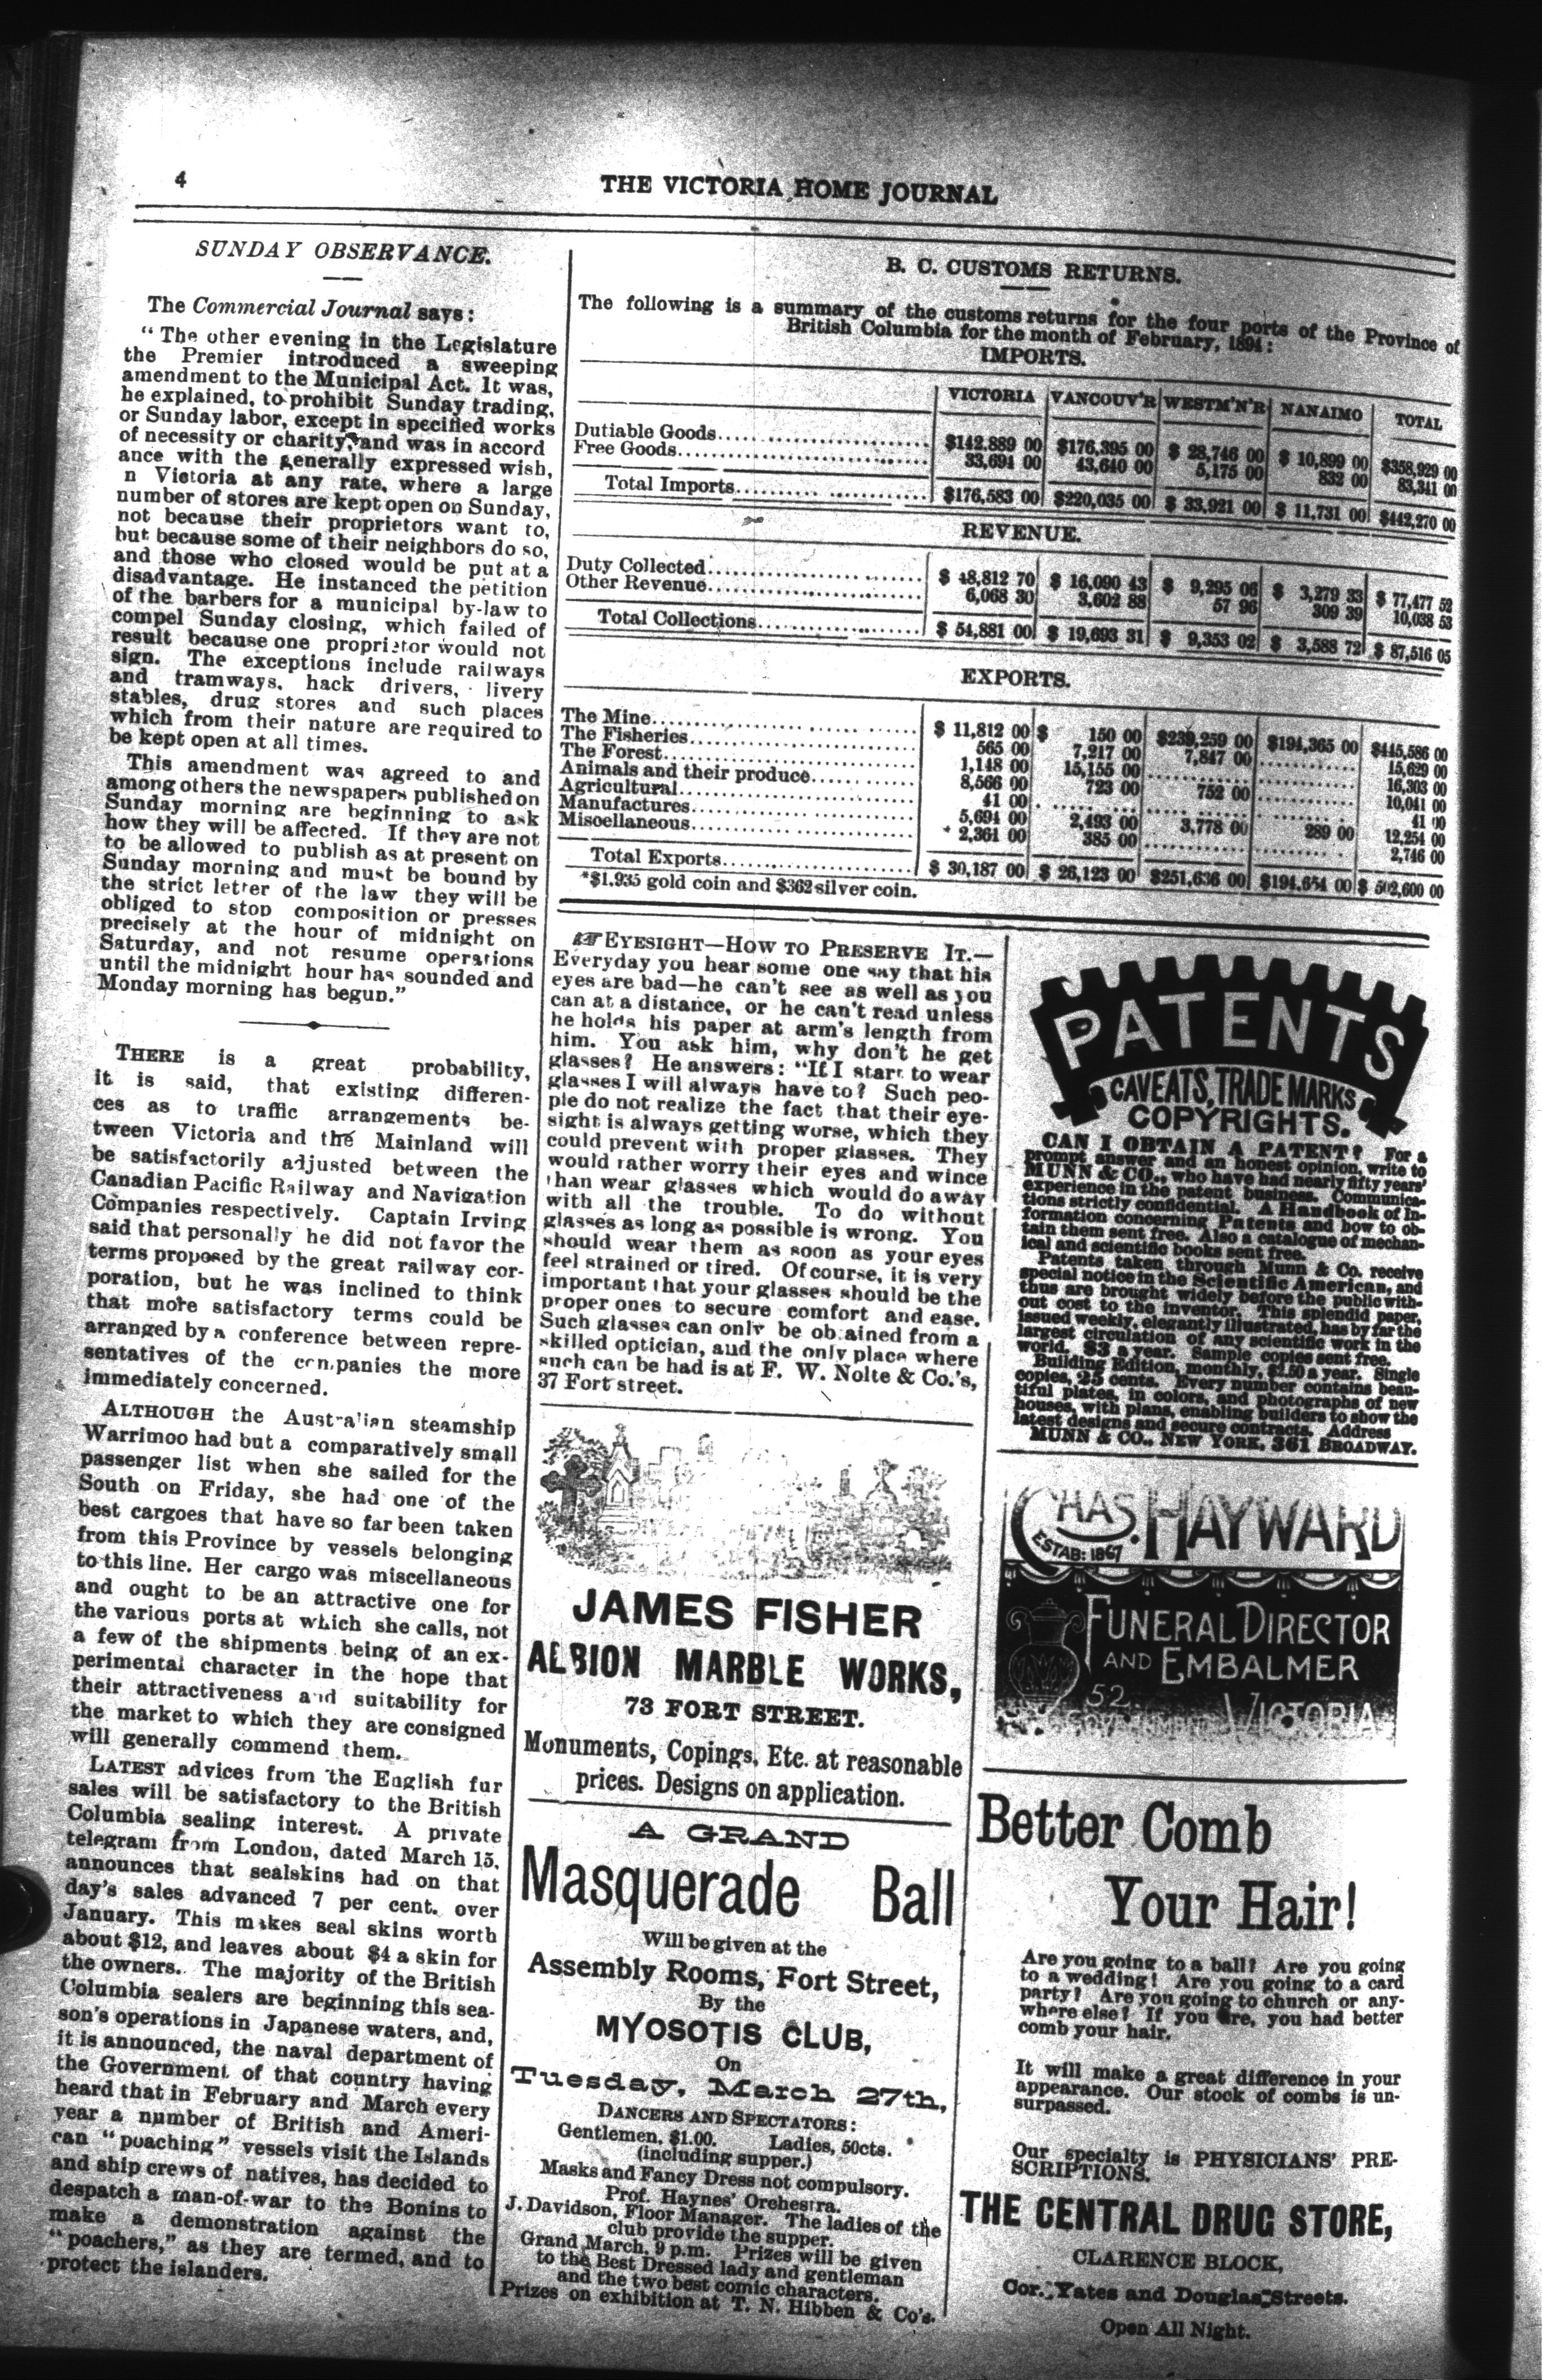 4
THE VICTORIA HOME JOURNAL
SUNDAY OBSERVANCE.
The Commercial Journal says:
"The other evening in the Legislature
the Premier introduced a sweeping
amendment to the Municipal Act. It was,
he explained, to prohibit Sunday trading,
or Sunday labor, except in specified works
of necessity or charity, and was in accord
ance with the generally expressed wish,
n Victoria at any rate, where a large
number of stores are kept open on Sunday,
not because their proprietors want to,
but because some of their neighbors do so,
and those who closed would be put at a
disadvantage. He instanced the petition
of the barbers for a municipal by-law to
compel Sunday closing, which failed of
result because one proprietor would not
sign. The exceptions include railways
and tramways, hack drivers, livery
stables, drug stores and such places
which from their nature are required to
be kept open at all times.
This amendment was agreed to and
among others the newspapers published on
Sunday morning are beginning to ask
how they will be affected. If they are not
to be allowed to publish as at present on
Sunday morning and must be bound by
the strict letter of the law they will be
obliged to stop composition or presses
precisely at the hour of midnight on
Saturday, and not resume operations
until the midnight hour has sounded and
Monday morning has begun."
THERE is a great probability,
it is said, that existing differen-
ces as to traffic arrangements be-
tween Victoria and the Mainland will
be satisfactorily adjusted between the
Canadian Pacific Railway and Navigation
Companies respectively. Captain Irving
said that personally he did not favor the
terms proposed by the great railway cor-
poration, but he was inclined to think
that more satisfactory terms could be
arranged by a conference between repre-
sentatives of the companies the more
immediately concerned.
ALTHOUGH the Australian steamship
Warrimoo had but a comparatively small
passenger list when she sailed for the
South on Friday, she had one of the
best cargoes that have so far been taken
from this Province by vessels belonging
to this line. Her cargo was miscellaneous
and ought to be an attractive one for
the various ports at which she calls, not
a few of the shipments being of an ex-
perimental character in the hope that
their attractiveness and suitability for
the market to which they are consigned
will generally commend them.
LATEST advices from the English fur
sales will be satisfactory to the British
Columbia sealing interest. A private
telegram from London, dated March 15,
announces that sealskins had on that
day's sales advanced 7 per cent. over
January. This makes seal skins worth
about $12, and leaves about $4 a skin for
the owners. The majority of the British
Columbia sealers are beginning this sea-
son's operations in Japanese waters, and,
it is announced, the naval department of
the Government of that country having
heard that in February and March every
year a number of British and Ameri-
can "poaching" vessels visit the Islands
and ship crews of natives, has decided to
despatch a man-of-war to the Bonins to
make a demonstration against the
"poachers," as they are termed, and to
protect the islanders.
B. C. CUSTOMS RETURNS.
The following is a summary of the customs returns for the four ports of the Province of
British Columbia for the month of February, 1894:
IMPORTS.
VICTORIA VANCOUV'R WESTM'N'R NANAIMO TOTAL
Dutiable Goods $142,889 00 $176,395 00 $ 28,746 00 $ 10,899 00 $358,929 00
Free Goods 33,694 00 43,640 00 5,175 00 832 00 83,341 00
Total Imports $176,583 00 $220,035 00 $ 33,921 00 $ 11,731 00 $442,270 00
REVENUE.
Duty Collected $ 48,812 70 $ 16,090 43 $ 9,295 06 $ 3,279 33 $ 77,477 52
Other Revenue 6,068 30 3,602 88 57 96 309 39 10,038 53
Total Collections $ 54,881 00 $ 19,693 31 $ 9,353 02 $ 3,588 72 $ 87,516 05
EXPORTS.
The Mine $ 11,812 00 $ 150 00 $239,259 00 $194,365 00 $445,586 00
The Fisheries 565 00 7,217 00 7,847 00 15,629 00
The Forest 1,148 00 15,155 00 16,303 00
Animals and their produce 8,566 00 723 00 752 00 10,041 00
Agricultural 41 00 41 00
Manufactures 5,694 00 2,493 00 3,778 00 289 00 12,254 00
Miscellaneous * 2,361 00 385 00 2,746 00
Total Exports $ 30,187 00 $ 26,123 00 $251,636 00 $194,654 00 $ 502,600 00
*$1,935 gold coin and $362 silver coin.
☞ EYESIGHT—HOW TO PRESERVE IT.—
Everyday you hear some one say that his
eyes are bad—he can't see as well as you
can at a distance, or he can't read unless
he holds his paper at arm's length from
him. You ask him, why don't he get
glasses? He answers: "If I start to wear
glasses I will always have to? Such peo-
ple do not realize the fact that their eye-
sight is always getting worse, which they
could prevent with proper glasses. They
would rather worry their eyes and wince
than wear glasses which would do away
with all the trouble. To do without
glasses as long as possible is wrong. You
should wear them as soon as your eyes
feel strained or tired. Of course, it is very
important that your glasses should be the
proper ones to secure comfort and ease.
Such glasses can only be obtained from a
skilled optician, and the only place where
such can be had is at F. W. Nolte & Co.'s,
37 Fort street.
JAMES FISHER
ALBION MARBLE WORKS,
73 FORT STREET.
Monuments, Copings, Etc. at reasonable
prices. Designs on application.
A GRAND
Masquerade Ball
Will be given at the
Assembly Rooms, Fort Street,
By the
MYOSOTIS CLUB,
On
Tuesday, March 27th,
DANCERS AND SPECTATORS:
Gentlemen, $1.00. Ladies, 50cts.
(including supper.)
Masks and Fancy Dress not compulsory.
Prof. Haynes' Orchestra.
J. Davidson, Floor Manager. The ladies of the
club provide the supper.
Grand March, 9 p.m. Prizes will be given
to the Best Dressed lady and gentleman
and the two best comic characters.
Prizes on exhibition at T. N. Hibben & Co's.
PATENTS
CAVEATS, TRADE MARKS
COPYRIGHTS.
CAN I OBTAIN A PATENT? For a
prompt answer and an honest opinion, write to
MUNN & CO., who have had nearly fifty years'
experience in the patent business. Communica-
tions strictly confidential. A Handbook of In-
formation concerning Patents and how to ob-
tain them sent free. Also a catalogue of mechan-
ical and scientific books sent free.
Patents taken through Munn & Co. receive
special notice in the Scientific American, and
thus are brought widely before the public with-
out cost to the inventor. This splendid paper,
issued weekly, elegantly illustrated, has by far the
largest circulation of any scientific work in the
world. $3 a year. Sample copies sent free.
Building Edition, monthly, $2.50 a year. Single
copies, 25 cents. Every number contains beau-
tiful plates, in colors, and photographs of new
houses, with plans, enabling builders to show the
latest designs and secure contracts. Address
MUNN & CO., NEW YORK, 361 BROADWAY.
CHAS. HAYWARD
ESTAB: 1867
FUNERAL DIRECTOR
AND EMBALMER
52
GOVERNMENT VICTORIA
Better Comb
Your Hair!
Are you going to a ball? Are you going
to a wedding! Are you going to a card
party? Are you going to church or any-
where else? If you are, you had better
comb your hair.
It will make a great difference in your
appearance. Our stock of combs is un-
surpassed.
Our specialty is PHYSICIANS' PRE-
SCRIPTIONS.
THE CENTRAL DRUG STORE,
CLARENCE BLOCK,
Cor. Yates and Douglas Streets.
Open All Night.